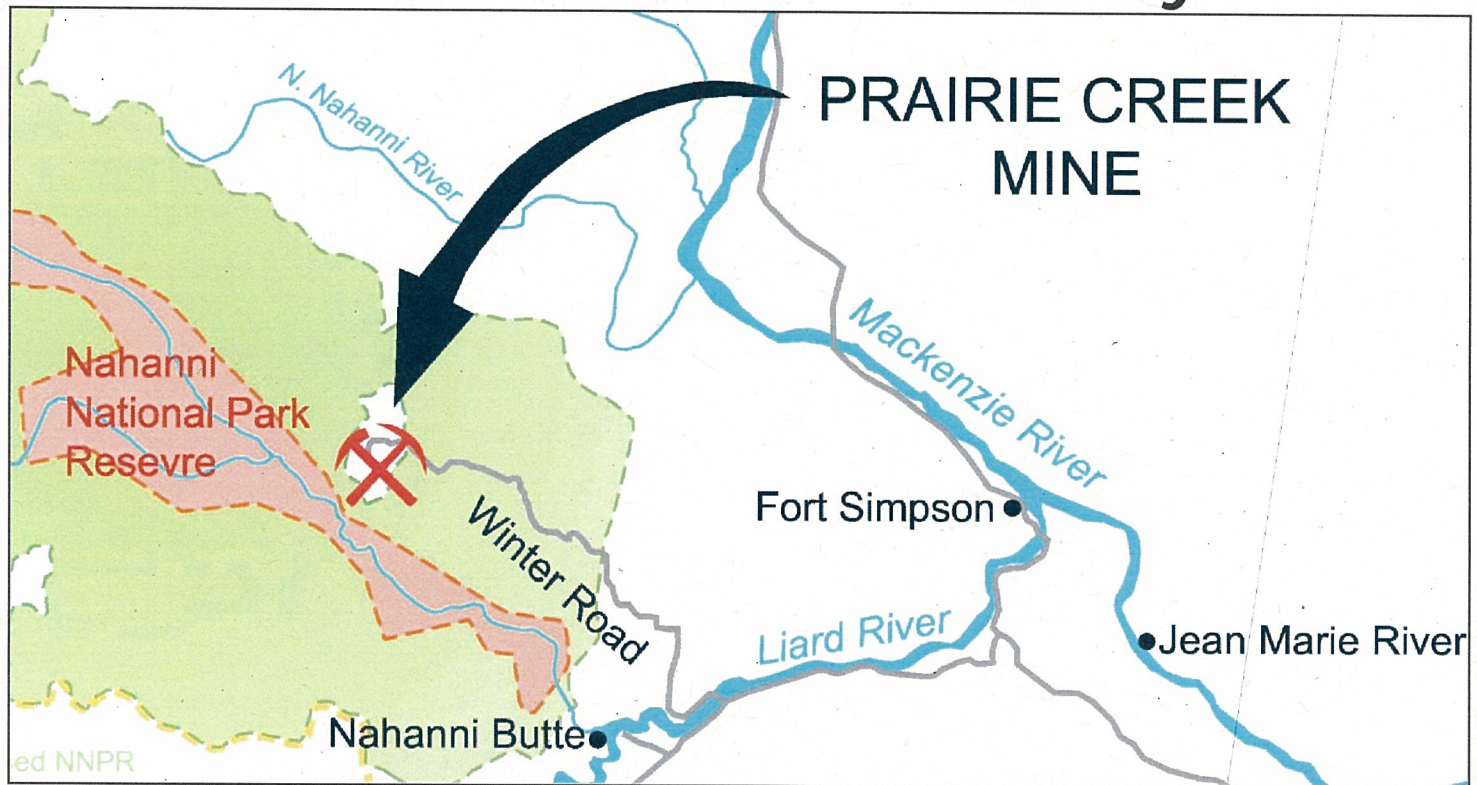 PRAIRIE CREEK
MINE
N. Nahanni River
Mackenzie River
Nahanni
National Park
Resevre
Winter Road
Fort Simpson
Liard River
Jean Marie River
Nahanni Butte
ed NNPR